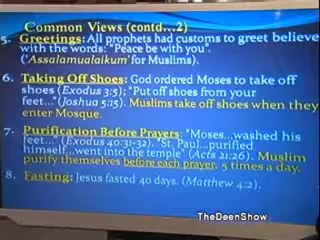 Common Views (contd...2)
5. Greetings: All prophets had customs to greet believe
with the words: "Peace be with you".
('Assalamualaikum' for Muslims).
6. Taking Off Shoes: God ordered Moses to take off
shoes (Exodus 3:5); "Put off shoes from your
feet..." (Joshua 5:15). Muslims take off shoes when they
enter Mosque.
7. Purification Before Prayers: "Moses...washed his
feet..." (Exodus 40:31-32). "St. Paul...purified
himself...went into the temple" (Acts 21:26). Muslim
purify themselves before each prayer, 5 times a day.
8. Fasting: Jesus fasted 40 days. (Matthew 4:2).
TheDeenShow